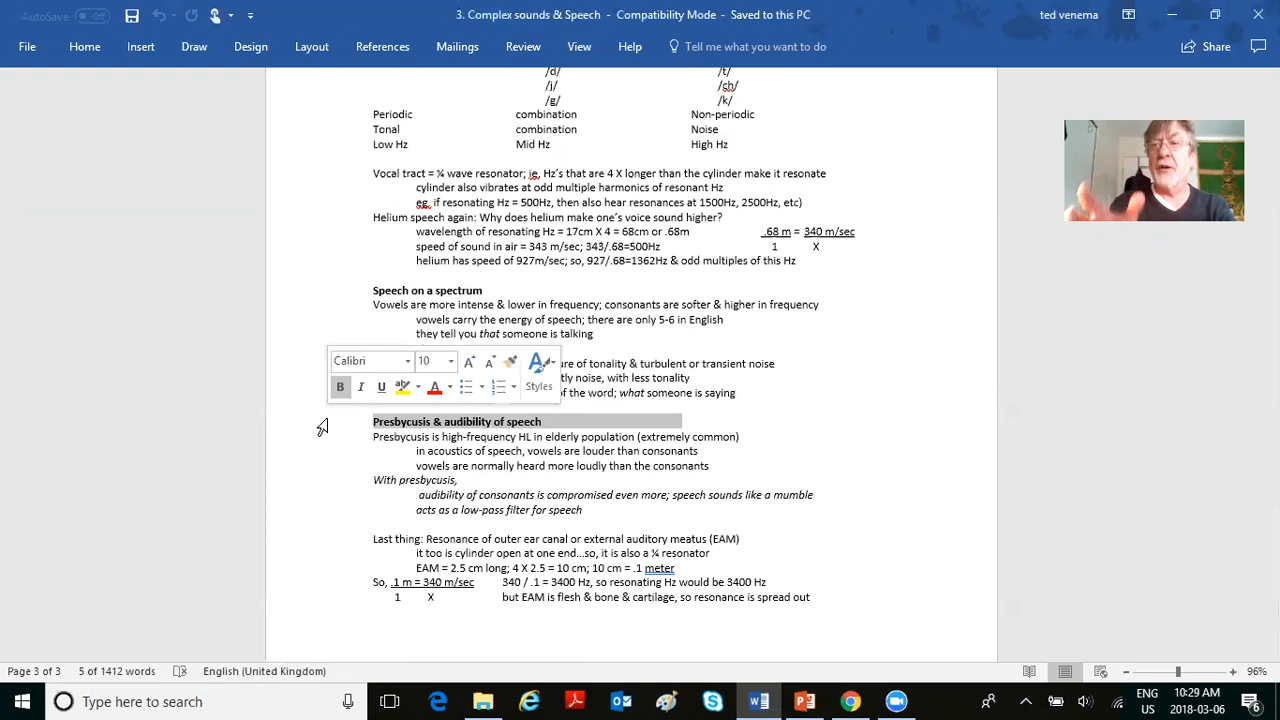 AutoSave
Off
3. Complex sounds & Speech - Compatibility Mode - Saved to this PC
ted venema
File Home Insert Draw Design Layout References Mailings Review View Help Tell me what you want to do Share
/d/ /t/
/j/ /ch/
/g/ /k/
Periodic combination Non-periodic
Tonal combination Noise
Low Hz Mid Hz High Hz
Vocal tract = ¼ wave resonator; ie, Hz's that are 4 X longer than the cylinder make it resonate
cylinder also vibrates at odd multiple harmonics of resonant Hz
eg, if resonating Hz = 500Hz, then also hear resonances at 1500Hz, 2500Hz, etc)
Helium speech again: Why does helium make one's voice sound higher?
wavelength of resonating Hz = 17cm X 4 = 68cm or .68m .68 m = 340 m/sec
speed of sound in air = 343 m/sec; 343/.68=500Hz 1 X
helium has speed of 927m/sec; so, 927/.68=1362Hz & odd multiples of this Hz
Speech on a spectrum
Vowels are more intense & lower in frequency; consonants are softer & higher in frequency
vowels carry the energy of speech; there are only 5-6 in English
they tell you that someone is talking
Calibri 10
ure of tonality & turbulent or transient noise
tly noise, with less tonality
B I U Styles
of the word; what someone is saying
Presbycusis & audibility of speech
Presbycusis is high-frequency HL in elderly population (extremely common)
in acoustics of speech, vowels are louder than consonants
vowels are normally heard more loudly than the consonants
With presbycusis,
audibility of consonants is compromised even more; speech sounds like a mumble
acts as a low-pass filter for speech
Last thing: Resonance of outer ear canal or external auditory meatus (EAM)
it too is cylinder open at one end...so, it is also a ¼ resonator
EAM = 2.5 cm long; 4 X 2.5 = 10 cm; 10 cm = .1 meter
So, .1 m = 340 m/sec 340 / .1 = 3400 Hz, so resonating Hz would be 3400 Hz
1 X but EAM is flesh & bone & cartilage, so resonance is spread out
Page 3 of 3 5 of 1412 words English (United Kingdom) 96%
Type here to search
ENG 10:29 AM
US 2018-03-06 6